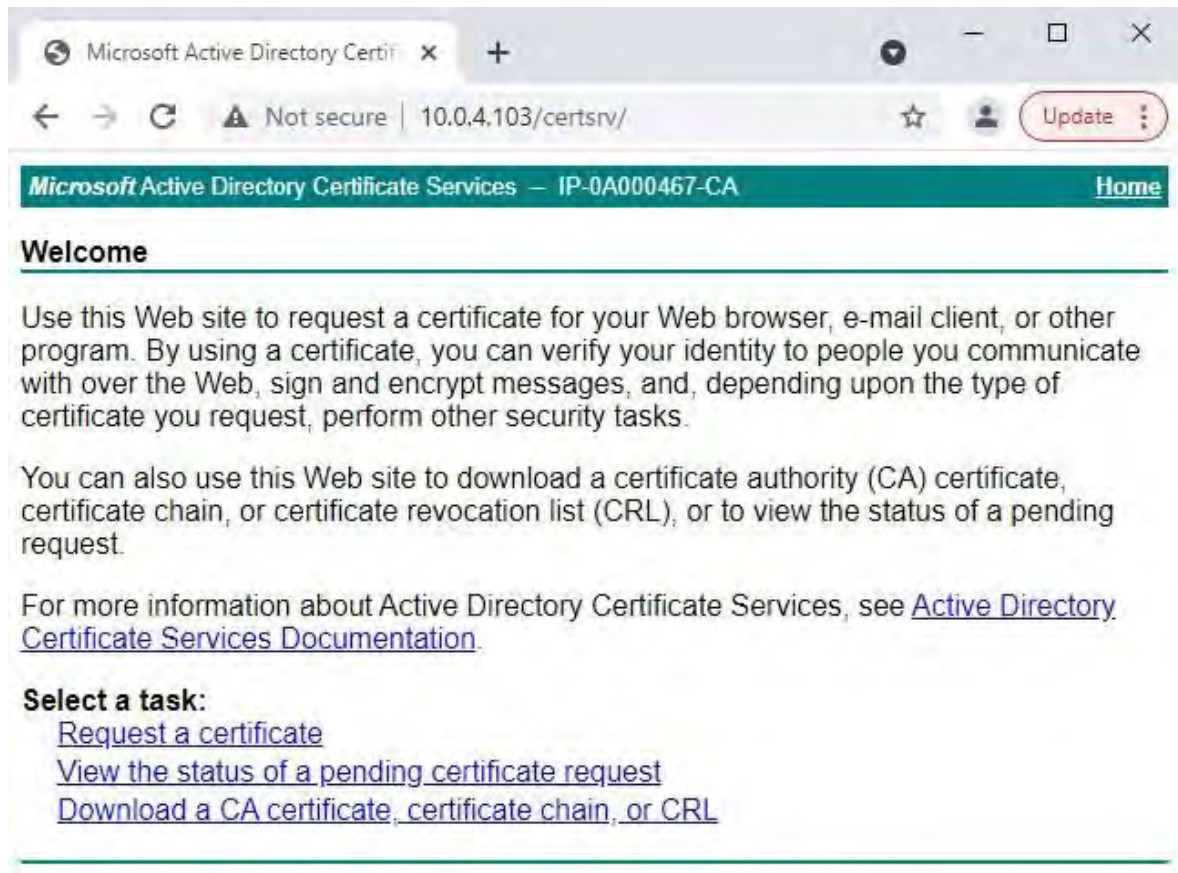 Microsoft Active Directory Certif
Not secure | 10.0.4.103/certsrv/
Update
Microsoft Active Directory Certificate Services – IP-0A000467-CA Home
Welcome
Use this Web site to request a certificate for your Web browser, e-mail client, or other
program. By using a certificate, you can verify your identity to people you communicate
with over the Web, sign and encrypt messages, and, depending upon the type of
certificate you request, perform other security tasks.
You can also use this Web site to download a certificate authority (CA) certificate,
certificate chain, or certificate revocation list (CRL), or to view the status of a pending
request.
For more information about Active Directory Certificate Services, see Active Directory
Certificate Services Documentation.
Select a task:
Request a certificate
View the status of a pending certificate request
Download a CA certificate, certificate chain, or CRL